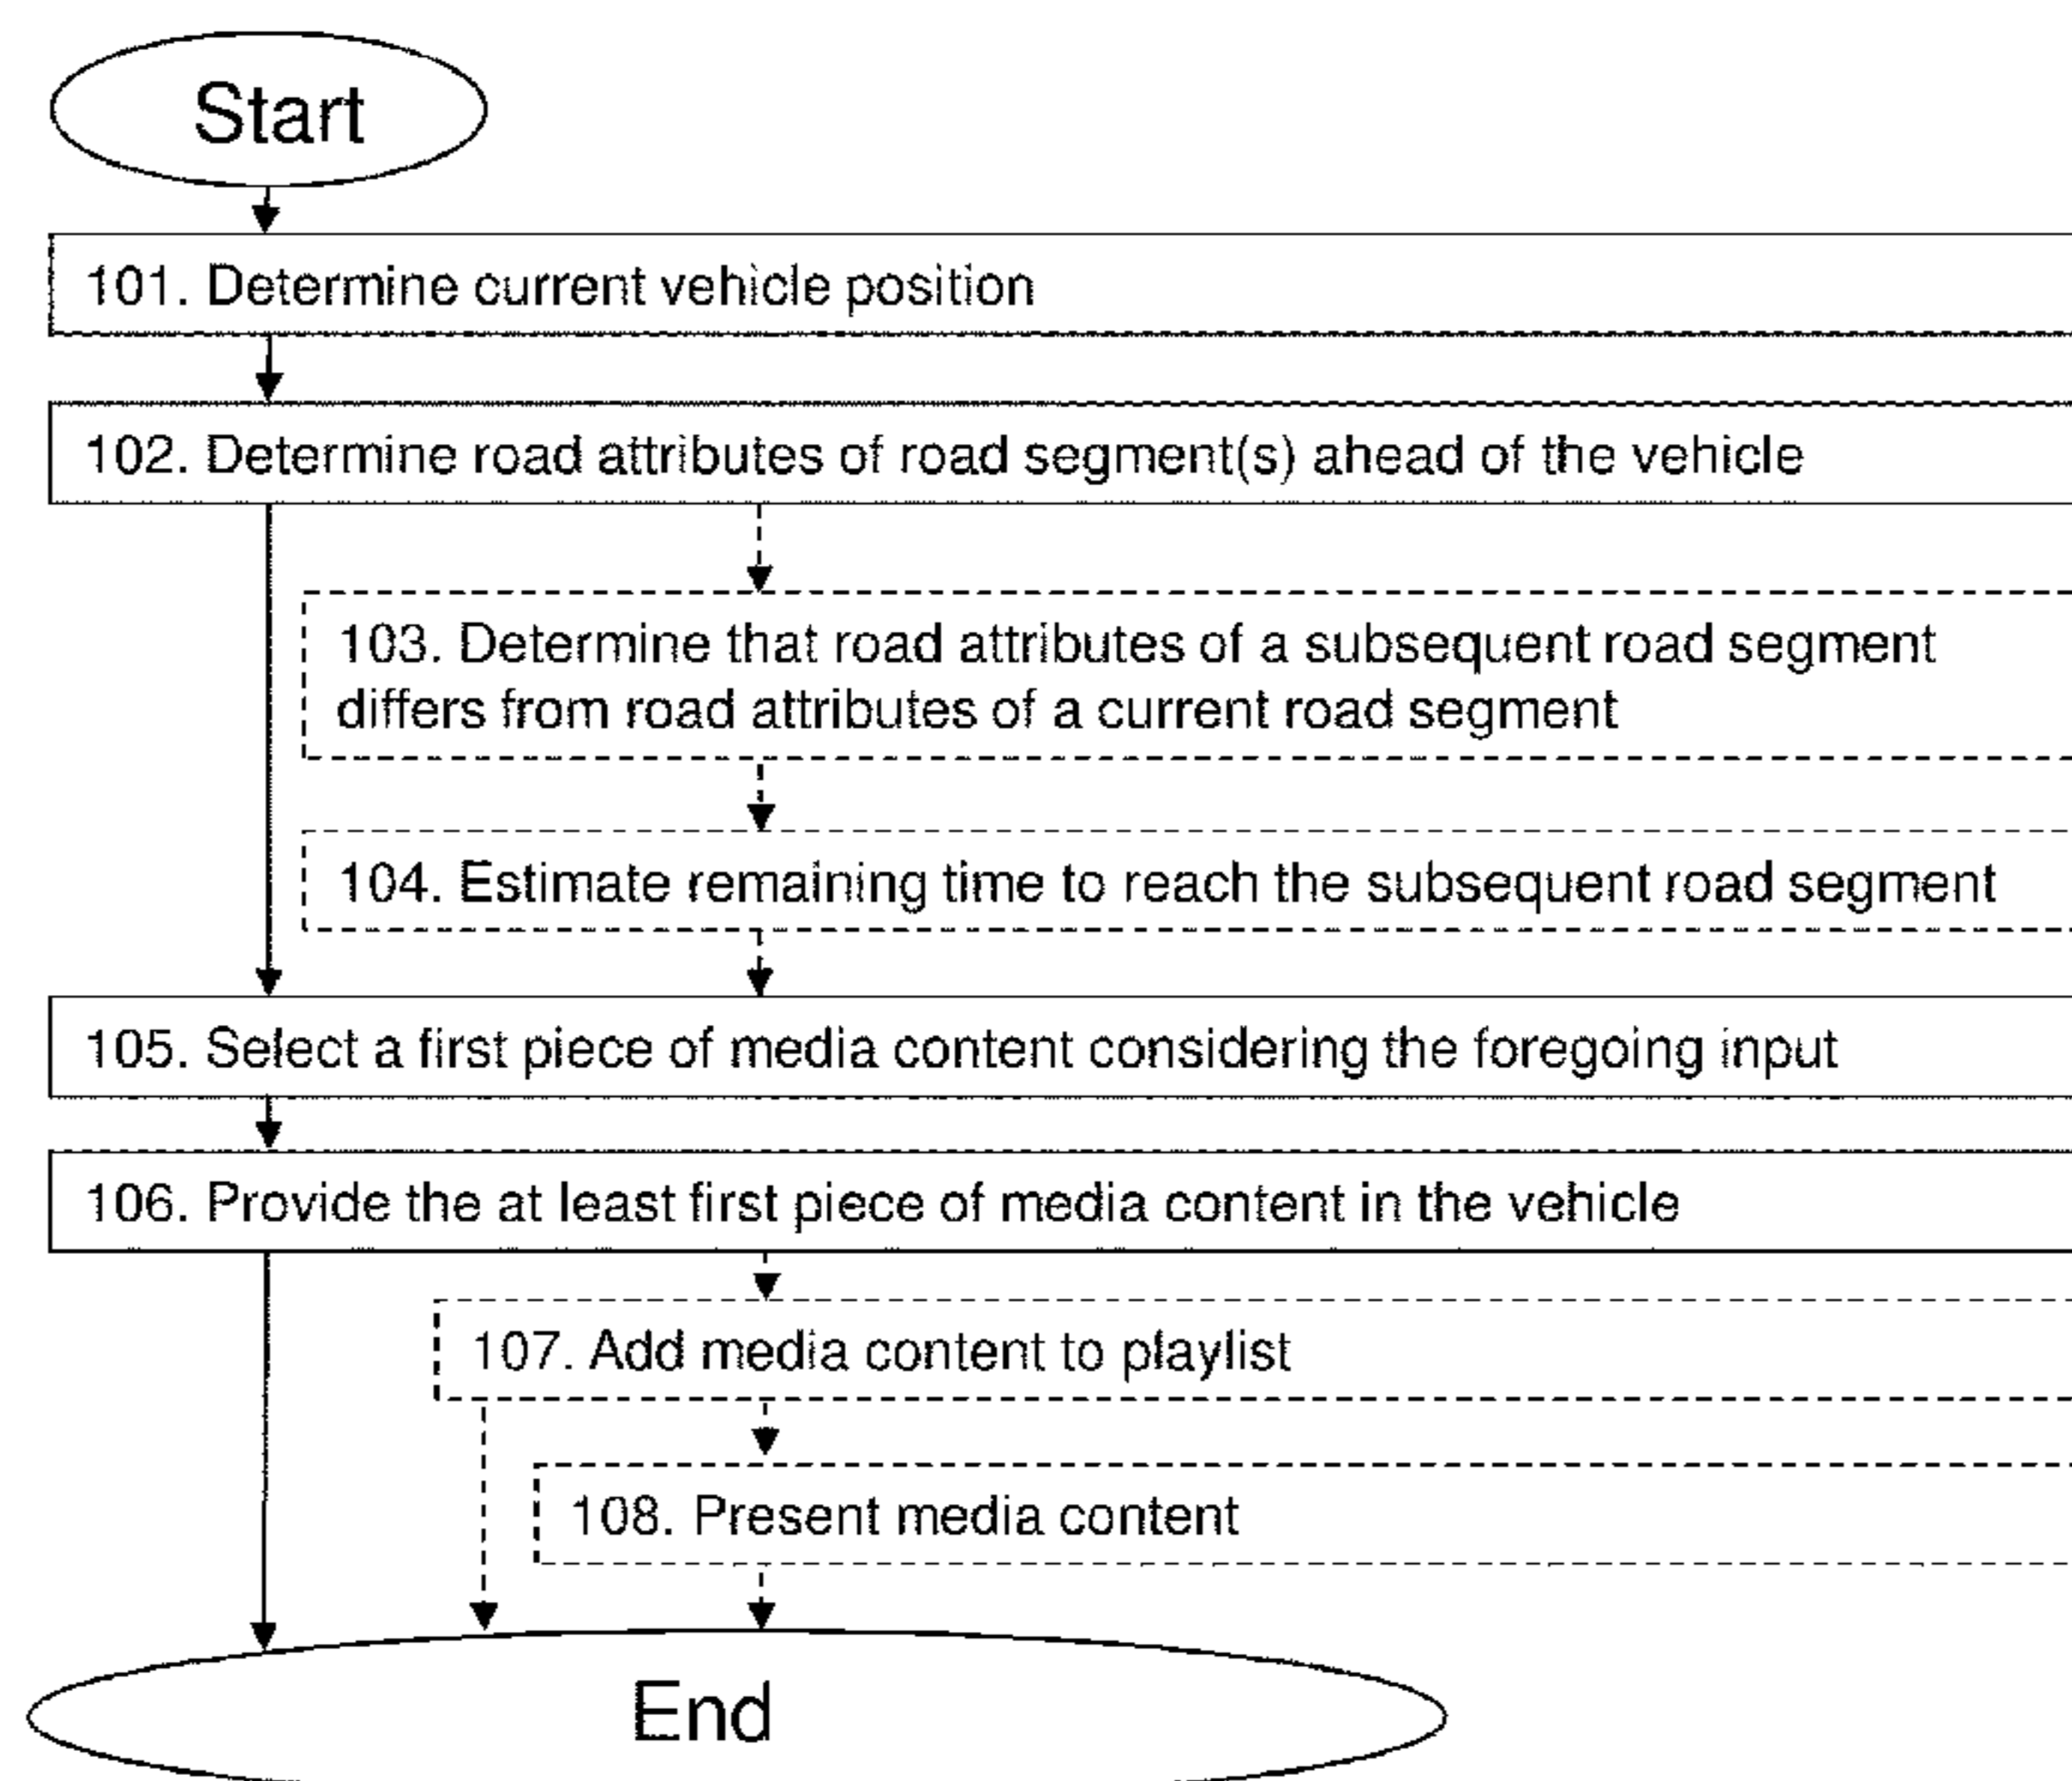 Start
101. Determine current vehicle position
102. Determine road attributes of road segment(s) ahead of the vehicle
103. Determine that road attributes of a subsequent road segment
differs from road attributes of a current road segment
104. Estimate remaining time to reach the subsequent road segment
105. Select a first piece of media content considering the foregoing input
106. Provide the at least first piece of media content in the vehicle
107. Add media content to playlist
108. Present media content
End